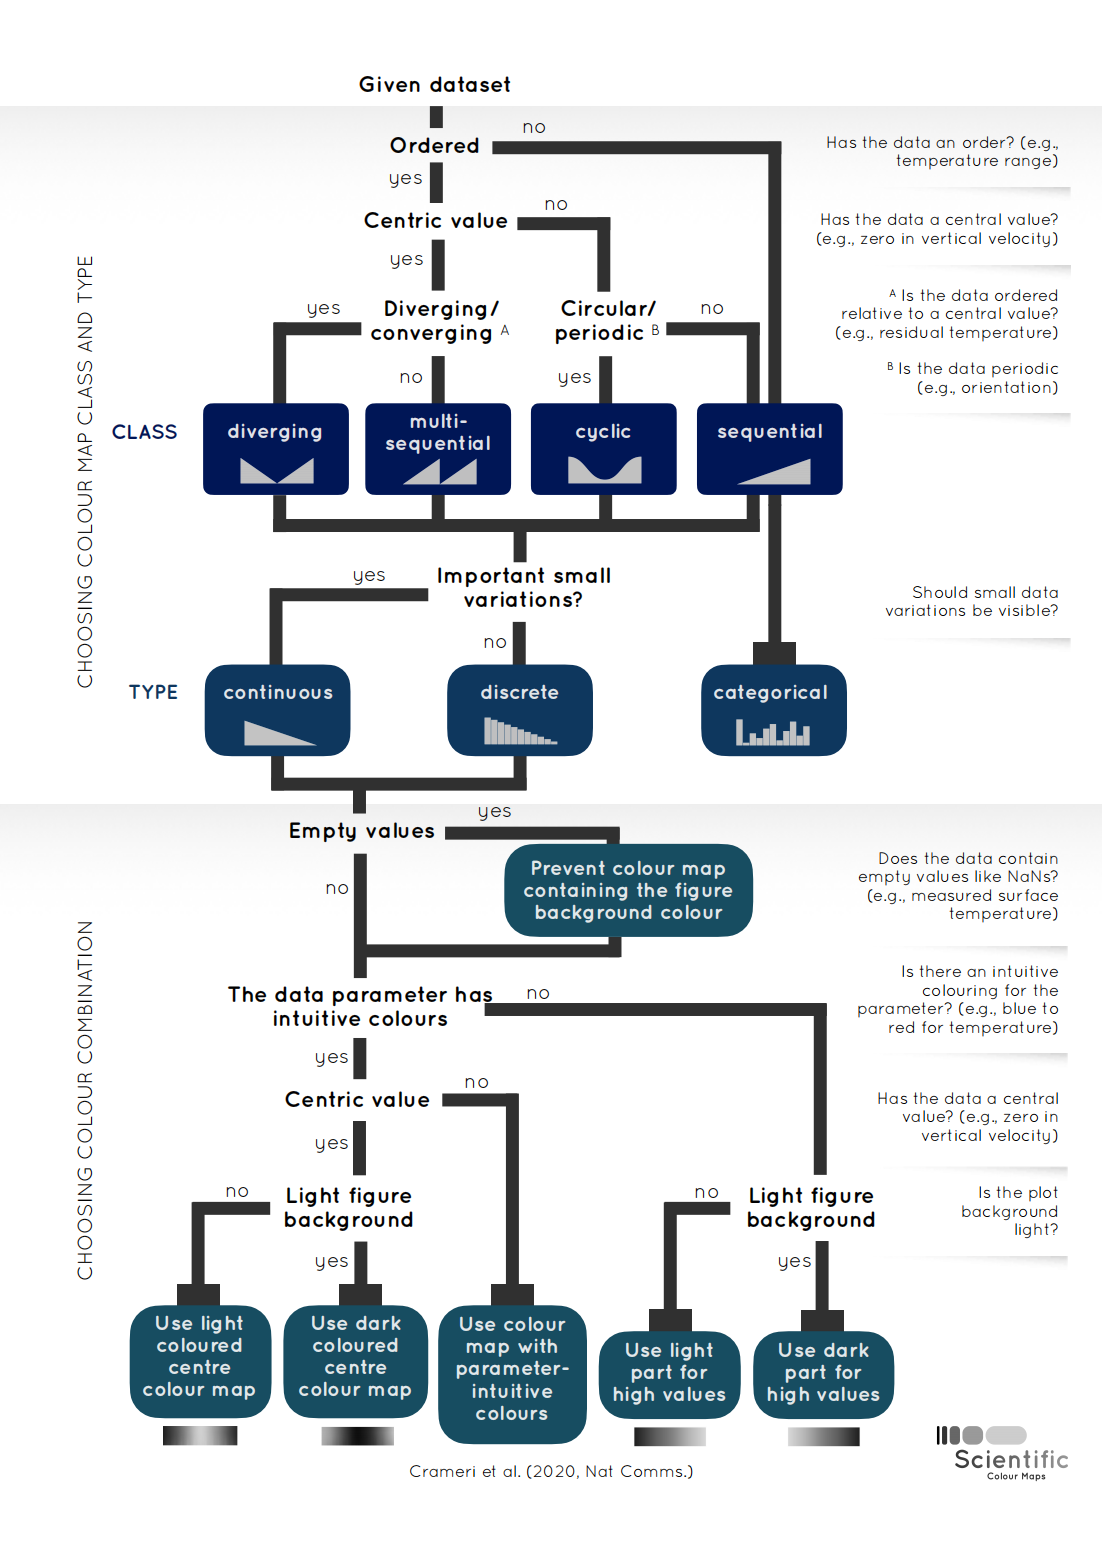 Given dataset
Ordered
no
Has the data an order? (e.g.,
temperature range)
yes
Centric value
no
Has the data a central value?
(e.g., zero in vertical velocity)
yes
yes
Diverging/
converging A
Circular/
periodic B
no
A Is the data ordered
relative to a central value?
(e.g., residual temperature)
B Is the data periodic
(e.g., orientation)
no
yes
CHOOSING COLOUR MAP CLASS AND TYPE
CLASS
diverging
multi-
sequential
cyclic
sequential
yes
Important small
variations?
Should small data
variations be visible?
no
TYPE
continuous
discrete
categorical
Empty values
yes
Prevent colour map
containing the figure
background colour
Does the data contain
empty values like NaNs?
(e.g., measured surface
temperature)
no
CHOOSING COLOUR COMBINATION
The data parameter has
intuitive colours
no
Is there an intuitive
colouring for the
parameter? (e.g., blue to
red for temperature)
yes
Centric value
no
Has the data a central
value? (e.g., zero in
vertical velocity)
yes
no
Light figure
background
no
Light figure
background
Is the plot
background
light?
yes
yes
Use light
coloured
centre
colour map
Use dark
coloured
centre
colour map
Use colour
map with
parameter-
intuitive
colours
Use light
part for
high values
Use dark
part for
high values
Crameri et al. (2020, Nat Comms.)
Scientific
Colour Maps